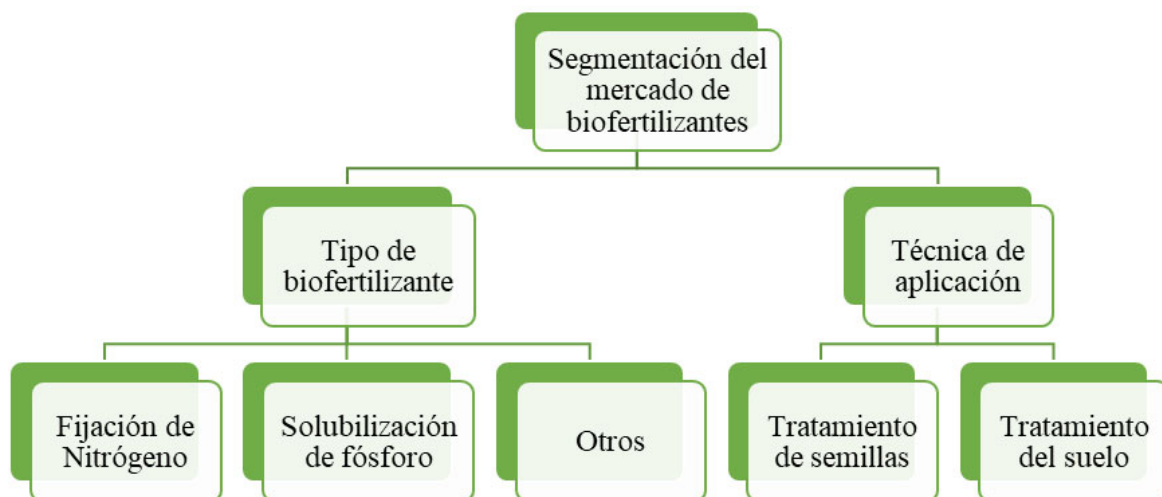 Segmentación del
mercado de
biofertilizantes
Tipo de
biofertilizante
Técnica de
aplicación
Fijación de
Nitrógeno
Solubilización
de fósforo
Otros
Tratamiento
de semillas
Tratamiento
del suelo